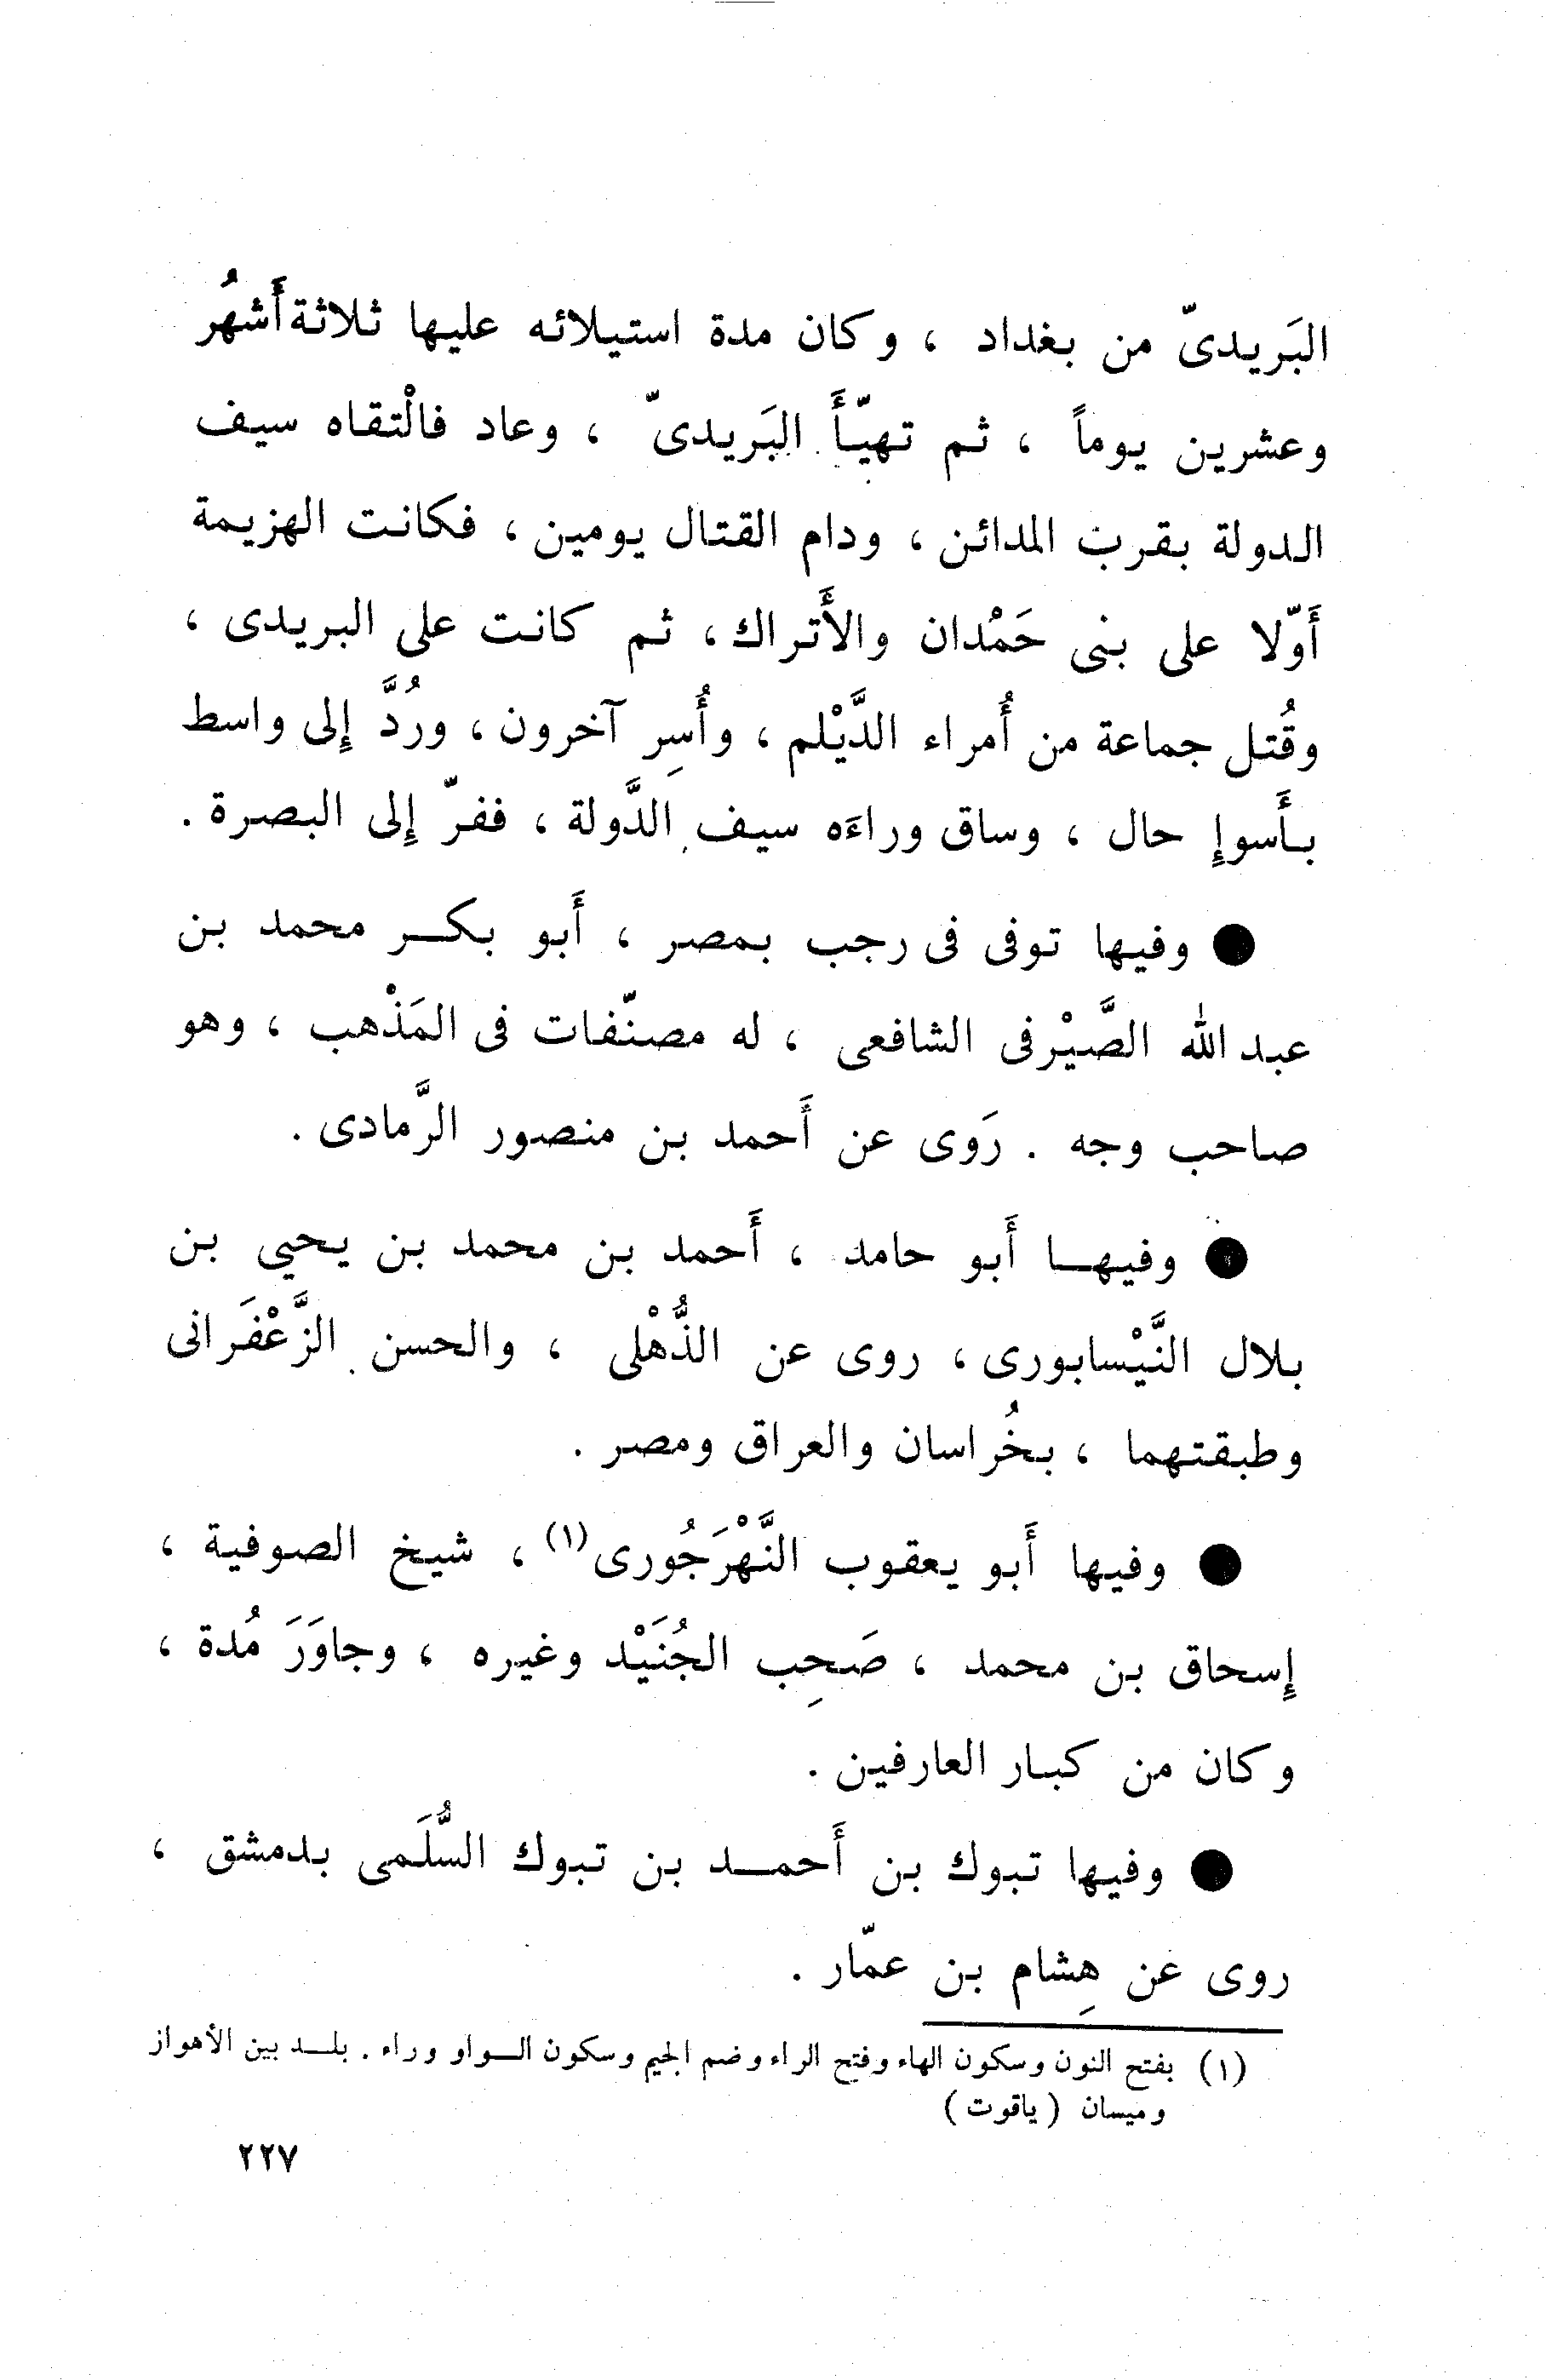 البَريدىّ من بغداد ، وكان مدة استيلائه عليها ثلاثة أَشهُر
وعشرين يوماً ، ثم تهيّأَ البَريدىّ ، وعاد فالْتقاه سيف
الدولة بقرب المدائن ، ودام القتال يومين ، فكانت الهزيمة
أَوّلا على بنى حَمْدان والأَتراك ، ثم كانت على البريدى ،
وقُتل جماعة من أُمراء الدَّيْلم ، وأُسِر آخرون ، ورُدَّ إِلى واسط
بأَسوإِ حال ، وساق وراءَه سيف الدَّولة ، ففرّ إِلى البصرة .
● وفيها توفى فى رجب بمصر ، أَبو بكر محمد بن
عبد الله الصَّيْرفى الشافعى ، له مصنّفات فى المَذْهب ، وهو
صاحب وجه . رَوى عن أَحمد بن منصور الرَّمادى .
● وفيها أَبو حامد ، أَحمد بن محمد بن يحيى بن
بلال النَّيْسابورى ، روى عن الذُّهْلى ، والحسن الزَّعْفَرانى
وطبقتهما ، بخُراسان والعراق ومصر .
● وفيها أَبو يعقوب النَّهْرَجُورى(١) ، شيخ الصوفية ،
إِسحاق بن محمد ، صَحِب الجُنَيْد وغيره ، وجاوَرَ مُدة ،
وكان من كبار العارفين .
● وفيها تبوك بن أَحمد بن تبوك السُّلَمى بدمشق ،
روى عن هِشام بن عمّار .
(١) بفتح النون وسكون الهاء وفتح الراء وضم الجيم وسكون الواو وراء . بلد بين الأهواز
وميسان ( ياقوت )
٢٢٧